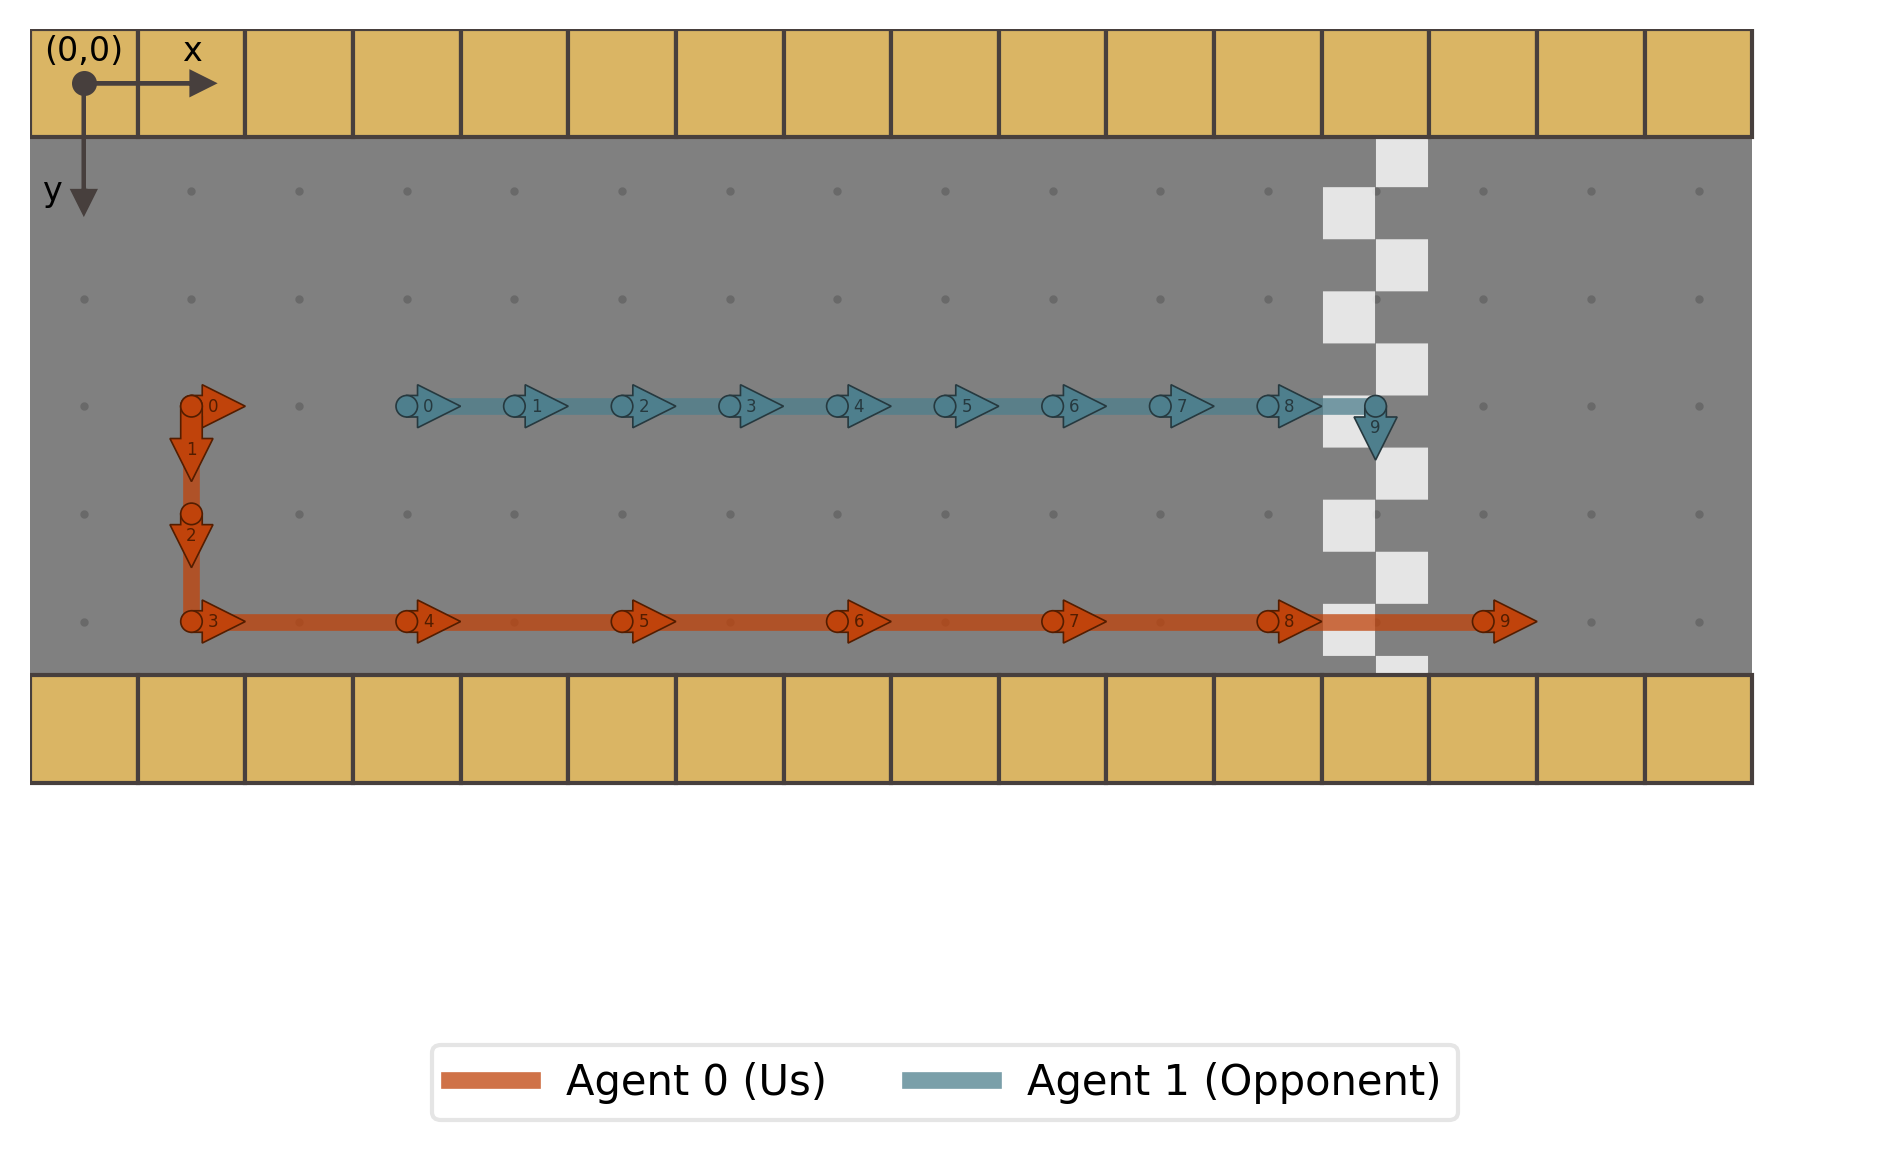 (0,0) x
y
0 0 1 2 3 4 5 6 7 8 9
1
2
3 4 5 6 7 8 9
Agent 0 (Us) Agent 1 (Opponent)